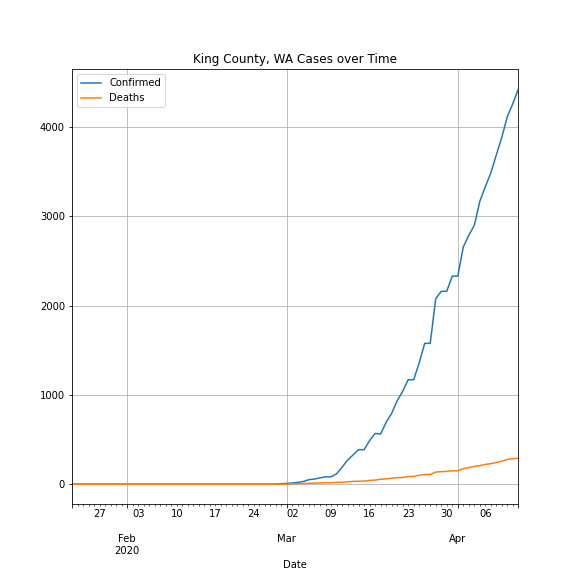 King County, WA Cases over Time
Confirmed
Deaths
4000
3000
2000
1000
0
27 03 10 17 24 02 09 16 23 30 06
Feb Mar Apr
2020
Date